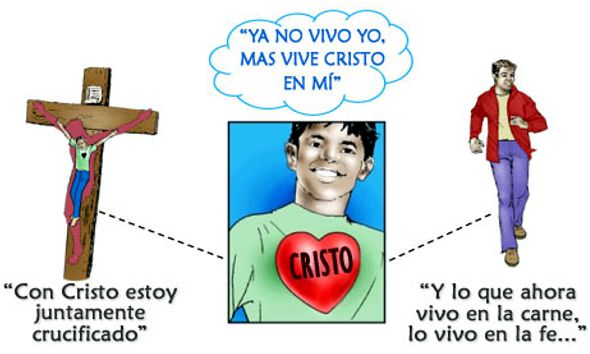 “YA NO VIVO YO,
MAS VIVE CRISTO
EN MÍ”
CRISTO
“Con Cristo estoy
juntamente
crucificado”
“Y lo que ahora
vivo en la carne,
lo vivo en la fe...”